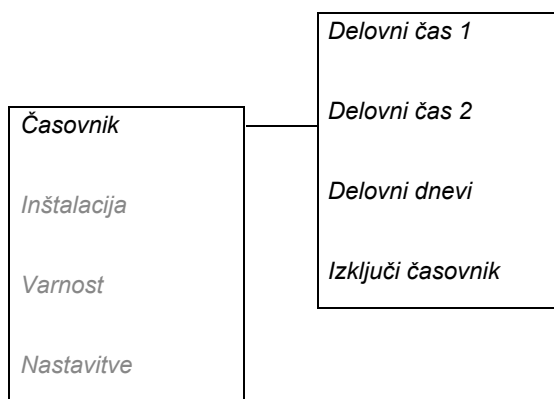 Časovnik
Inštalacija
Varnost
Nastavitve
Delovni čas 1
Delovni čas 2
Delovni dnevi
Izključi časovnik